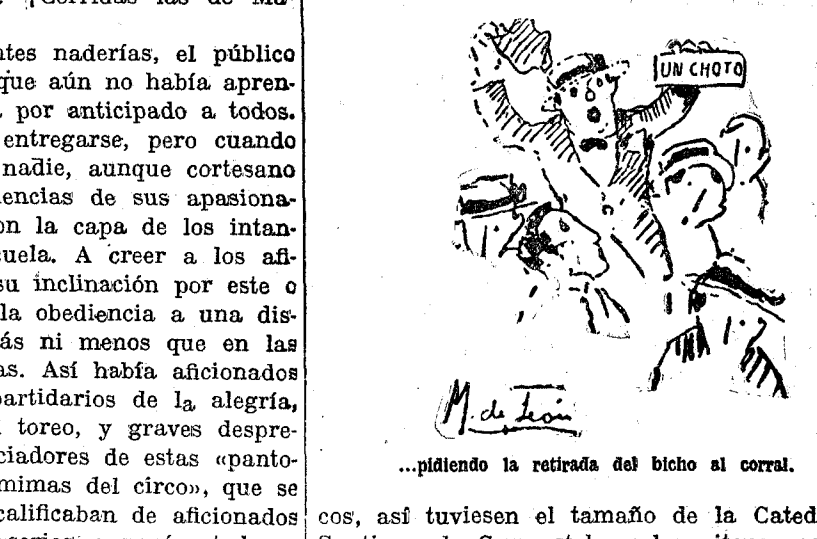 ¡Corridas las de Ma-
ntes naderías, el público
que aún no había apren-
por anticipado a todos.
entregarse, pero cuando
nadie, aunque cortesano
encias de sus apasiona-
on la capa de los intan-
uela. A creer a los afi-
su inclinación por este o
la obediencia a una dis-
ás ni menos que en las
as. Así había aficionados
partidarios de la alegría,
toreo, y graves despre-
ciadores de estas «panto-
mimas del circo», que se
calificaban de aficionados
UN CHOTO
M. de León
...pidiendo la retirada del bicho al corral.
cos, así tuviesen el tamaño de la Cated